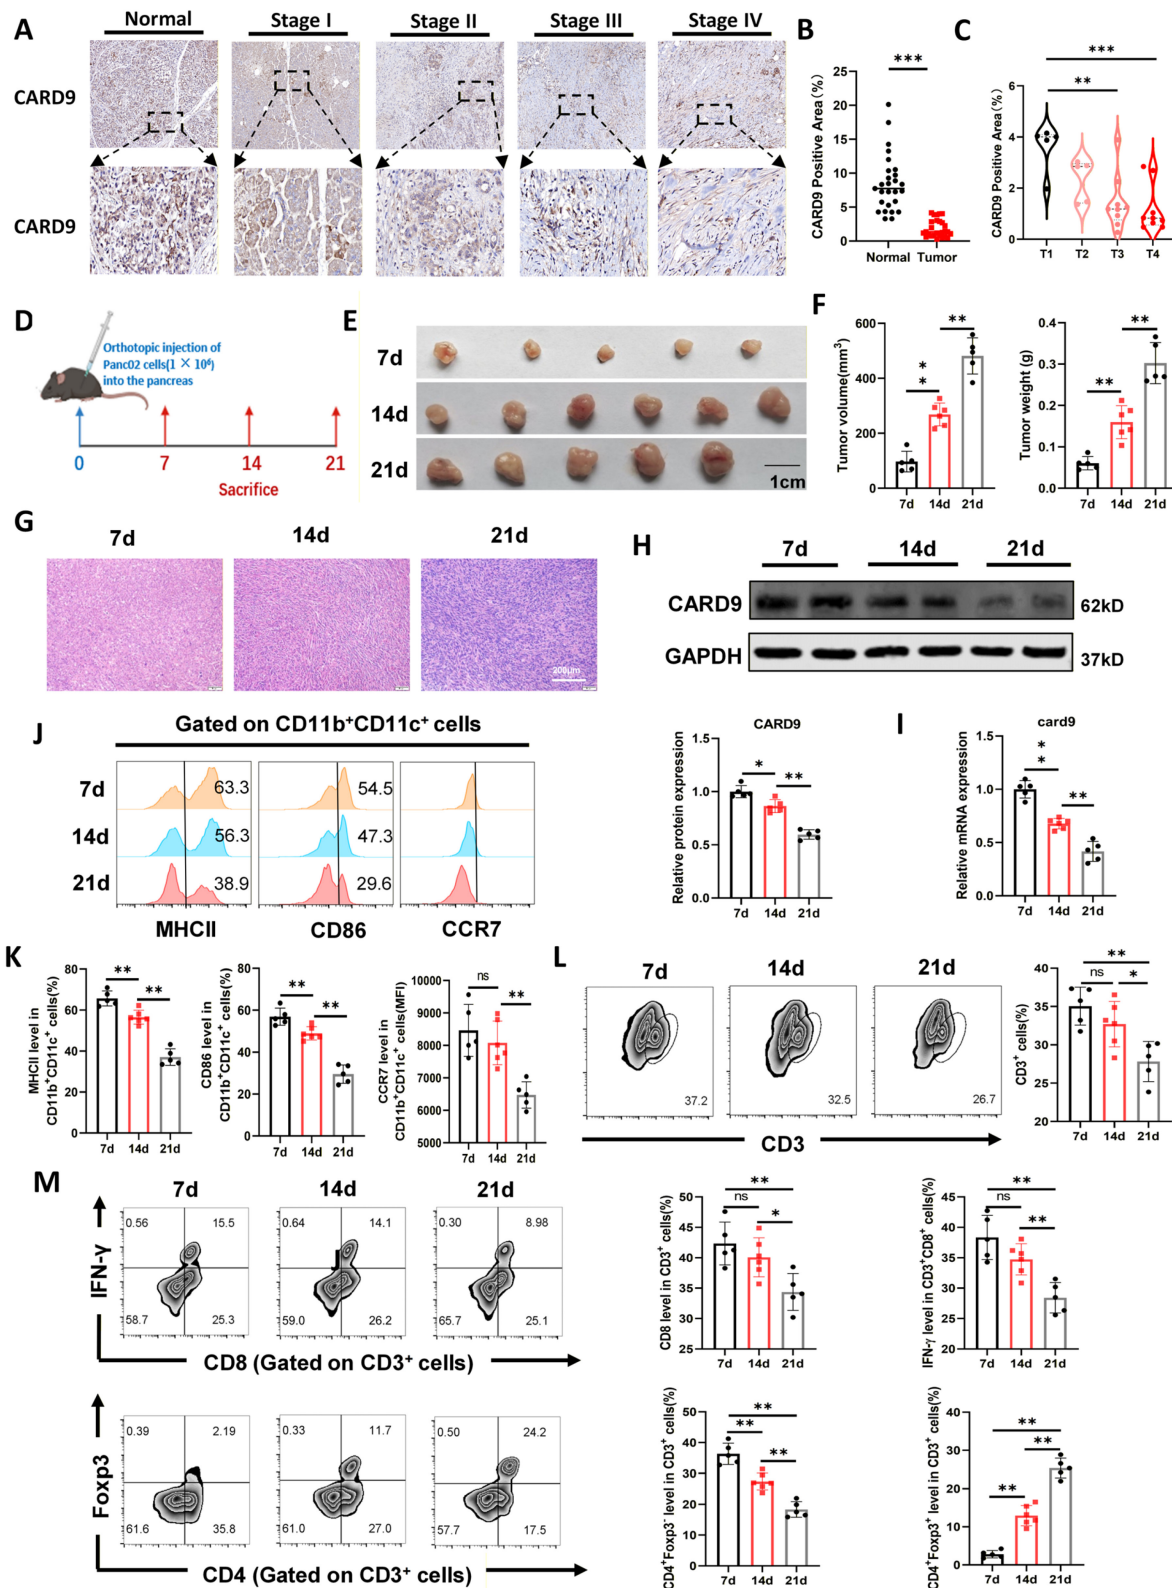 A
Normal
Stage I
Stage II
Stage III
Stage IV
CARD9
CARD9
B
***
CARD9 Positive Area (%)
25
20
15
10
5
0
Normal Tumor
C
***
**
CARD9 Positive Area (%)
6
4
2
0
T1 T2 T3 T4
D
Orthotopic injection of
Panc02 cells(1 × 10⁶)
into the pancreas
0 7 14 21
Sacrifice
E
7d
14d
21d
1cm
F
Tumor volume(mm³)
600
400
200
0
**
**
7d 14d 21d
Tumor weight (g)
0.4
0.3
0.2
0.1
0.0
**
**
7d 14d 21d
G
7d 14d 21d
200μm
H
7d 14d 21d
CARD9 62kD
GAPDH 37kD
CARD9
Relative protein expression
1.5
1.0
0.5
0.0
* **
7d 14d 21d
I
card9
Relative mRNA expression
1.5
1.0
0.5
0.0
**
**
7d 14d 21d
J
Gated on CD11b⁺CD11c⁺ cells
7d 63.3 54.5
14d 56.3 47.3
21d 38.9 29.6
MHCII CD86 CCR7
K
MHCII level in
CD11b⁺CD11c⁺ cells(%)
80
60
40
20
0
** **
7d 14d 21d
CD86 level in
CD11b⁺CD11c⁺ cells(%)
80
60
40
20
0
** **
7d 14d 21d
CCR7 level in
CD11b⁺CD11c⁺ cells(MFI)
10000
9000
8000
7000
6000
5000
ns **
7d 14d 21d
L
7d 14d 21d
37.2 32.5 26.7
CD3
CD3⁺ cells(%)
40
35
30
25
20
**
ns *
7d 14d 21d
M
7d 14d 21d
IFN-γ
0.56 15.5 0.64 14.1 0.30 8.98
58.7 25.3 59.0 26.2 65.7 25.1
CD8 (Gated on CD3⁺ cells)
CD8 level in CD3⁺ cells(%)
50
45
40
35
30
25
**
ns
*
7d 14d 21d
IFN-γ level in CD3⁺CD8⁺ cells(%)
45
40
35
30
25
20
**
ns
**
7d 14d 21d
Foxp3
0.39 2.19 0.33 11.7 0.50 24.2
61.6 35.8 61.0 27.0 57.7 17.5
CD4 (Gated on CD3⁺ cells)
CD4⁺Foxp3⁻ level in CD3⁺ cells(%)
50
40
30
20
10
0
**
**
**
7d 14d 21d
CD4⁺Foxp3⁺ level in CD3⁺ cells(%)
40
30
20
10
0
**
**
**
7d 14d 21d